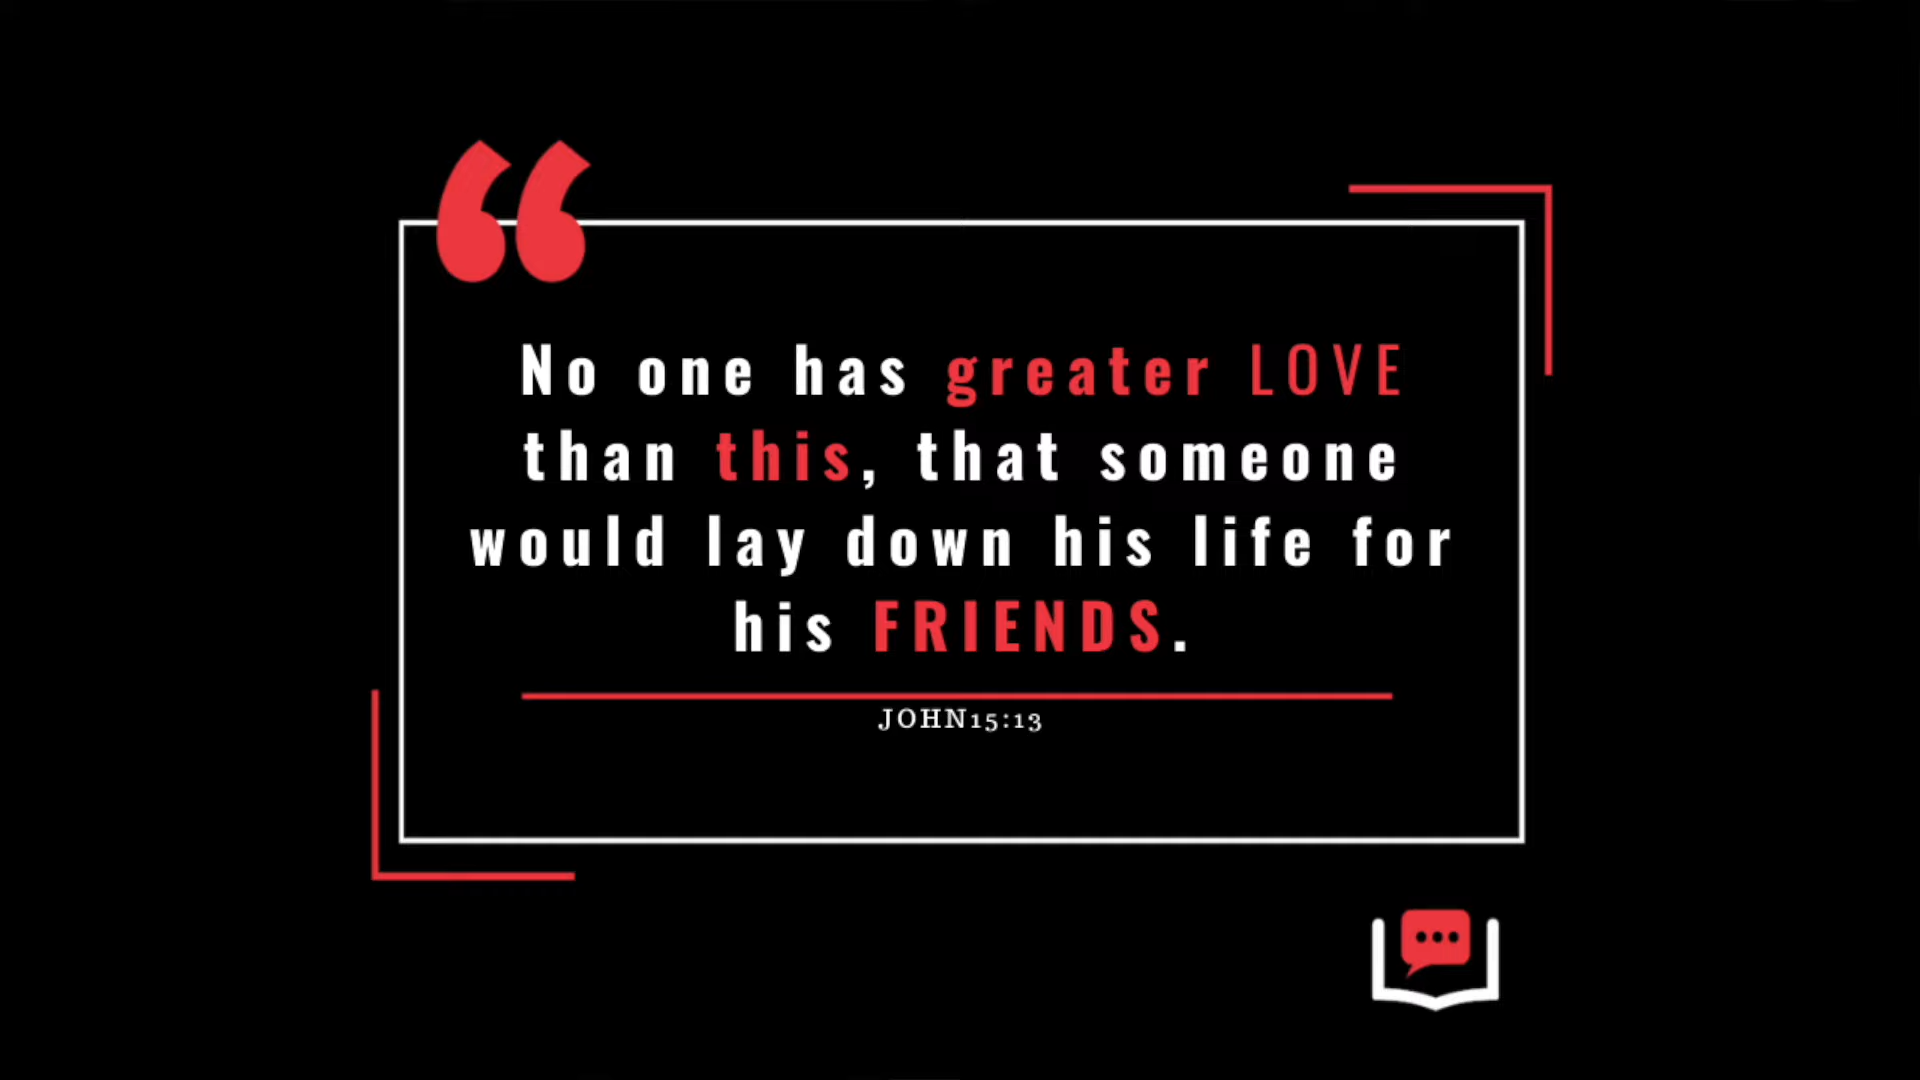 “
No one has greater LOVE
than this, that someone
would lay down his life for
his FRIENDS.
JOHN15:13